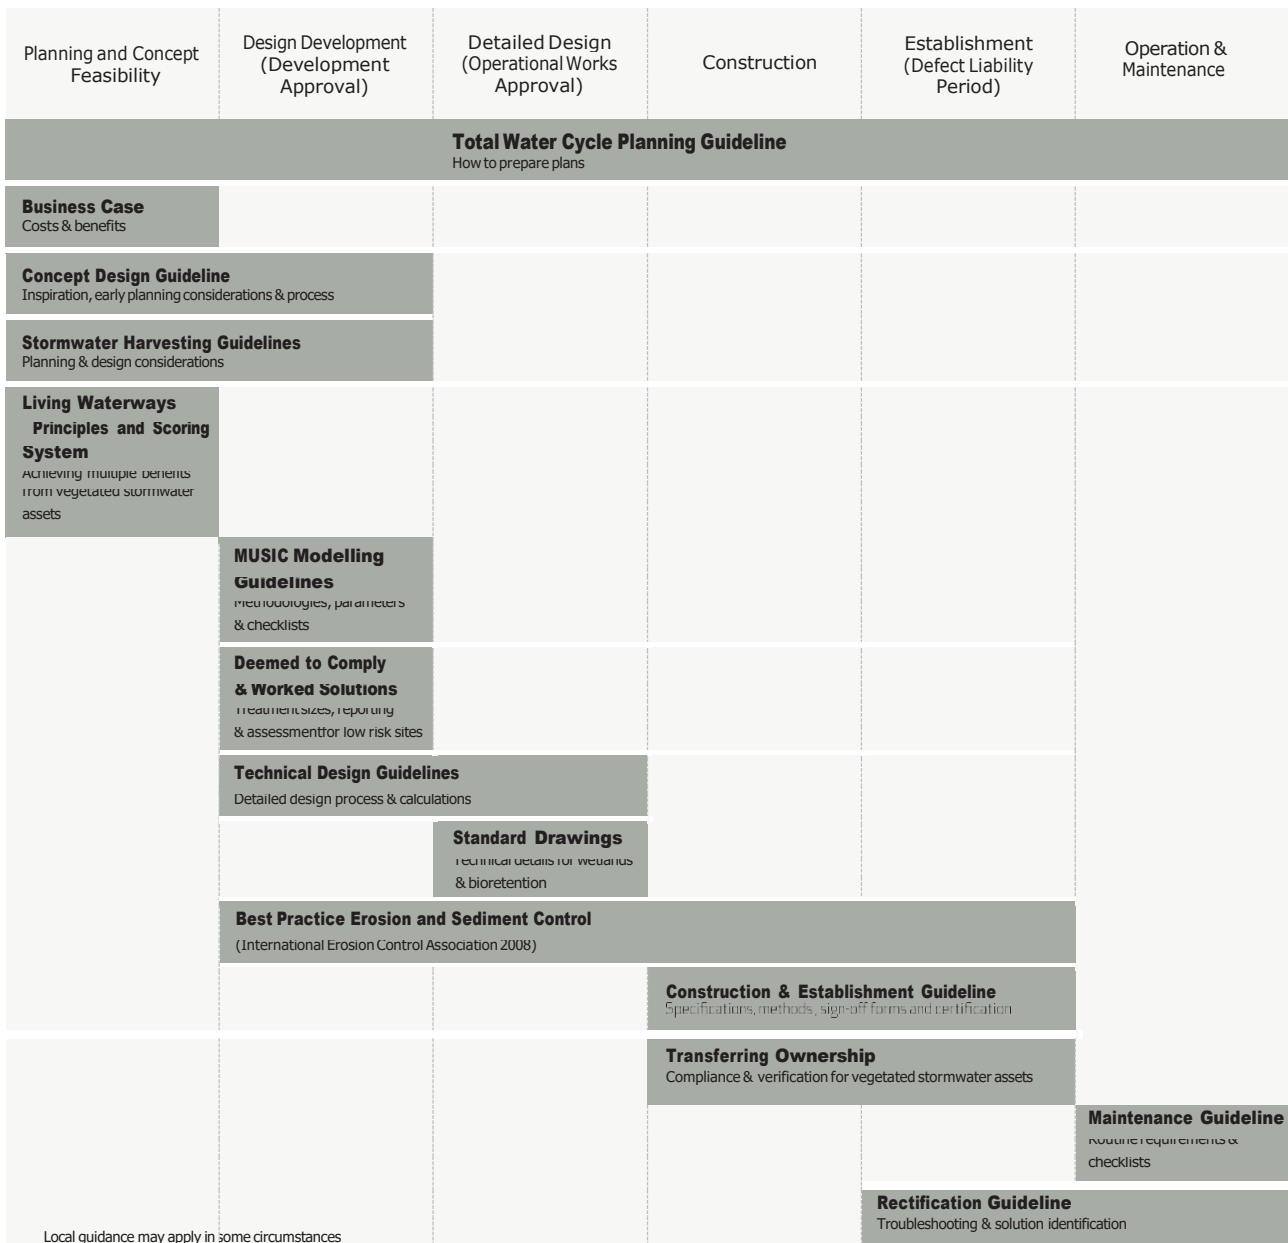 Planning and Concept
Feasibility
Design Development
(Development
Approval)
Detailed Design
(Operational Works
Approval)
Construction
Establishment
(Defect Liability
Period)
Operation &
Maintenance
Total Water Cycle Planning Guideline
How to prepare plans
Business Case
Costs & benefits
Concept Design Guideline
Inspiration, early planning considerations & process
Stormwater Harvesting Guidelines
Planning & design considerations
Living Waterways
Principles and Scoring
System
Achieving multiple benefits
from vegetated stormwater
assets
MUSIC Modelling
Guidelines
Methodologies, parameters
& checklists
Deemed to Comply
& Worked Solutions
Treatment sizes, reporting
& assessmentfor low risk sites
Technical Design Guidelines
Detailed design process & calculations
Standard Drawings
Technical details for wetlands
& bioretention
Best Practice Erosion and Sediment Control
(International Erosion Control Association 2008)
Construction & Establishment Guideline
Specifications, methods, sign-off forms and certification
Transferring Ownership
Compliance & verification for vegetated stormwater assets
Maintenance Guideline
Routine requirements &
checklists
Rectification Guideline
Troubleshooting & solution identification
Local guidance may apply in some circumstances